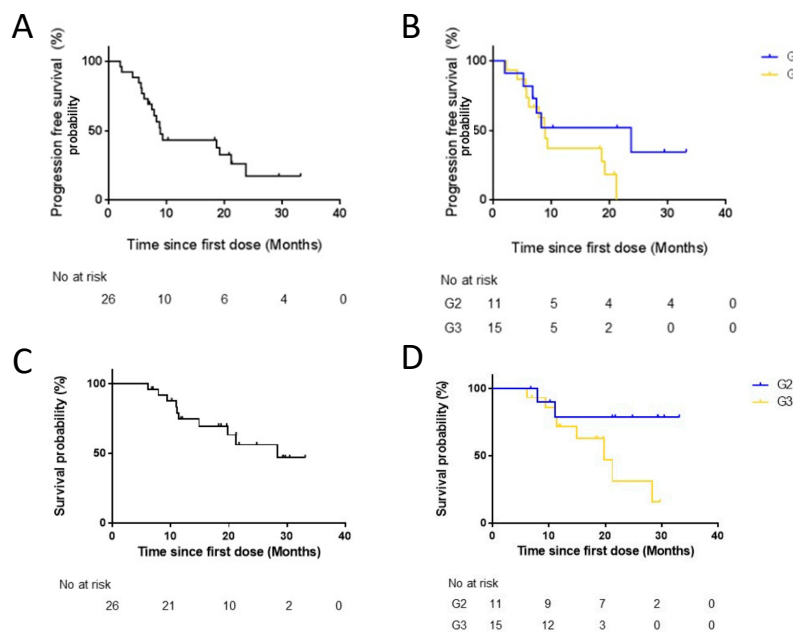 A
Progression free survival (%)
probability
100
50
0
0 10 20 30 40
Time since first dose (Months)
No at risk
26 10 6 4 0
B
Progression free survival (%)
probability
100
50
0
0 10 20 30 40
Time since first dose (Months)
G
G
No at risk
G2 11 5 4 4 0
G3 15 5 2 0 0
C
Survival probability (%)
100
50
0
0 10 20 30 40
Time since first dose (Months)
No at risk
26 21 10 2 0
D
Survival probability (%)
100
50
0
0 10 20 30 40
Time since first dose (Months)
G2
G3
No at risk
G2 11 9 7 2 0
G3 15 12 3 0 0